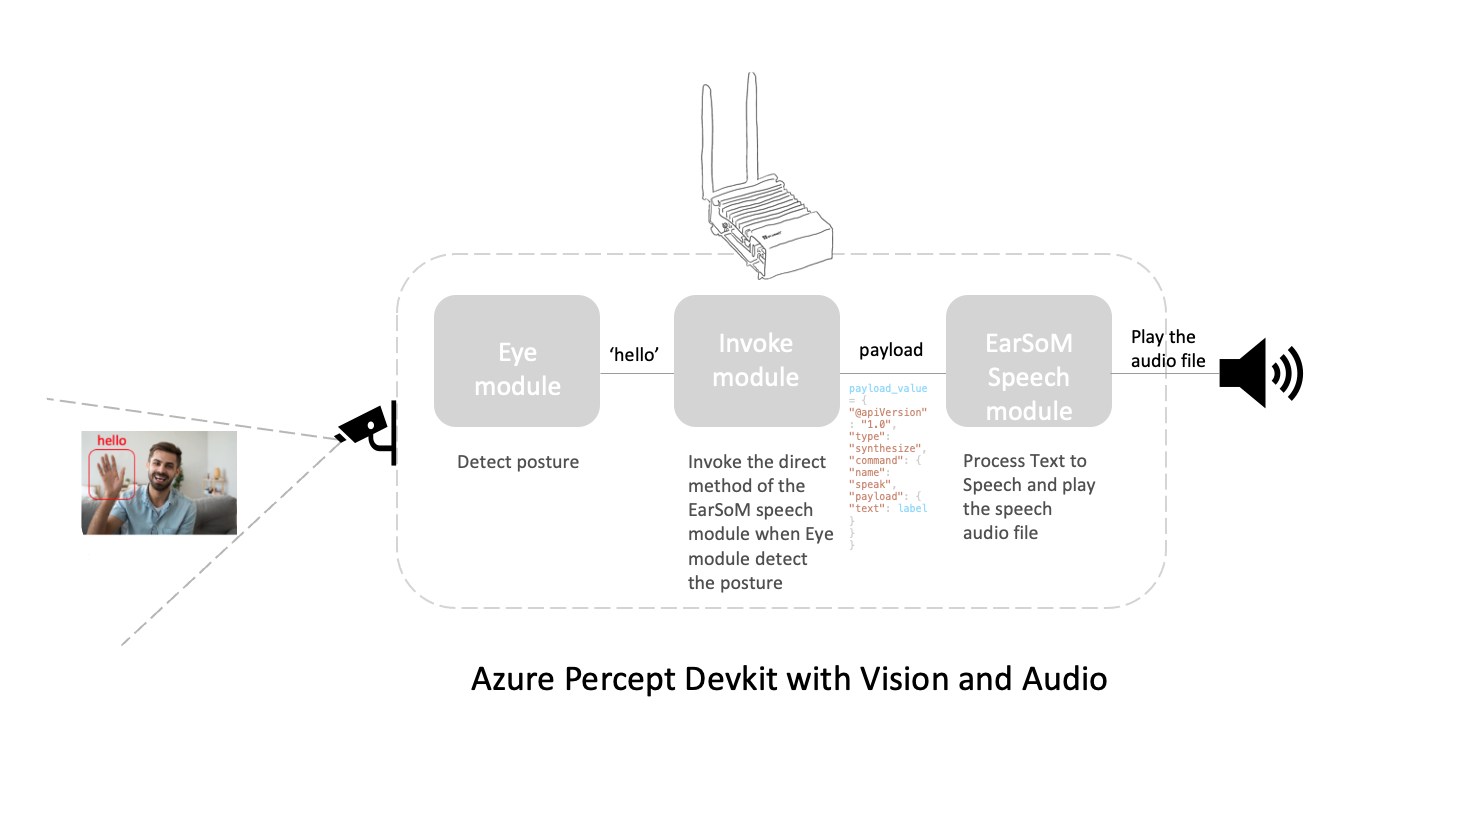 hello
Eye
module
'hello'
Invoke
module
payload
EarSoM
Speech
module
Play the
audio file
Detect posture
Invoke the direct
method of the
EarSoM speech
module when Eye
module detect
the posture
payload_value
= {
"@apiVersion"
: "1.0",
"type":
"synthesize",
"command": {
"name":
"speak",
"payload": {
"text": label
}
}
}
Process Text to
Speech and play
the speech
audio file
Azure Percept Devkit with Vision and Audio